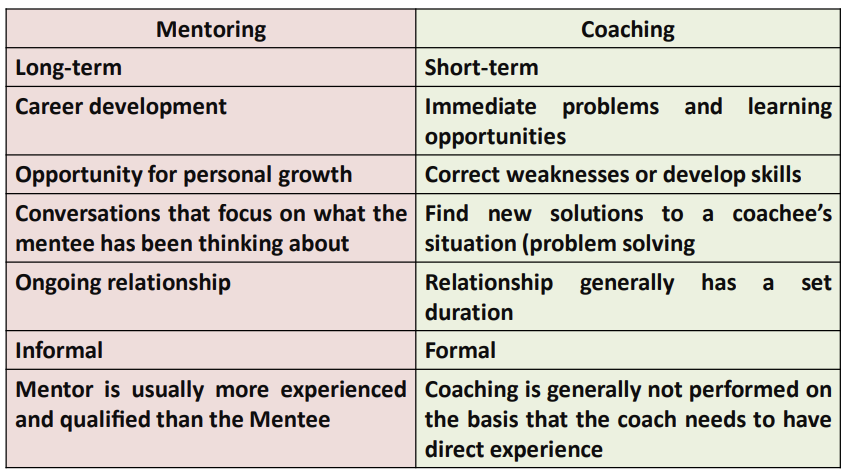 Mentoring
Coaching
Long-term
Short-term
Career development
Immediate problems and learning
opportunities
Opportunity for personal growth
Correct weaknesses or develop skills
Conversations that focus on what the
mentee has been thinking about
Find new solutions to a coachee's
situation (problem solving
Ongoing relationship
Relationship generally has a set
duration
Informal
Formal
Mentor is usually more experienced
and qualified than the Mentee
Coaching is generally not performed on
the basis that the coach needs to have
direct experience